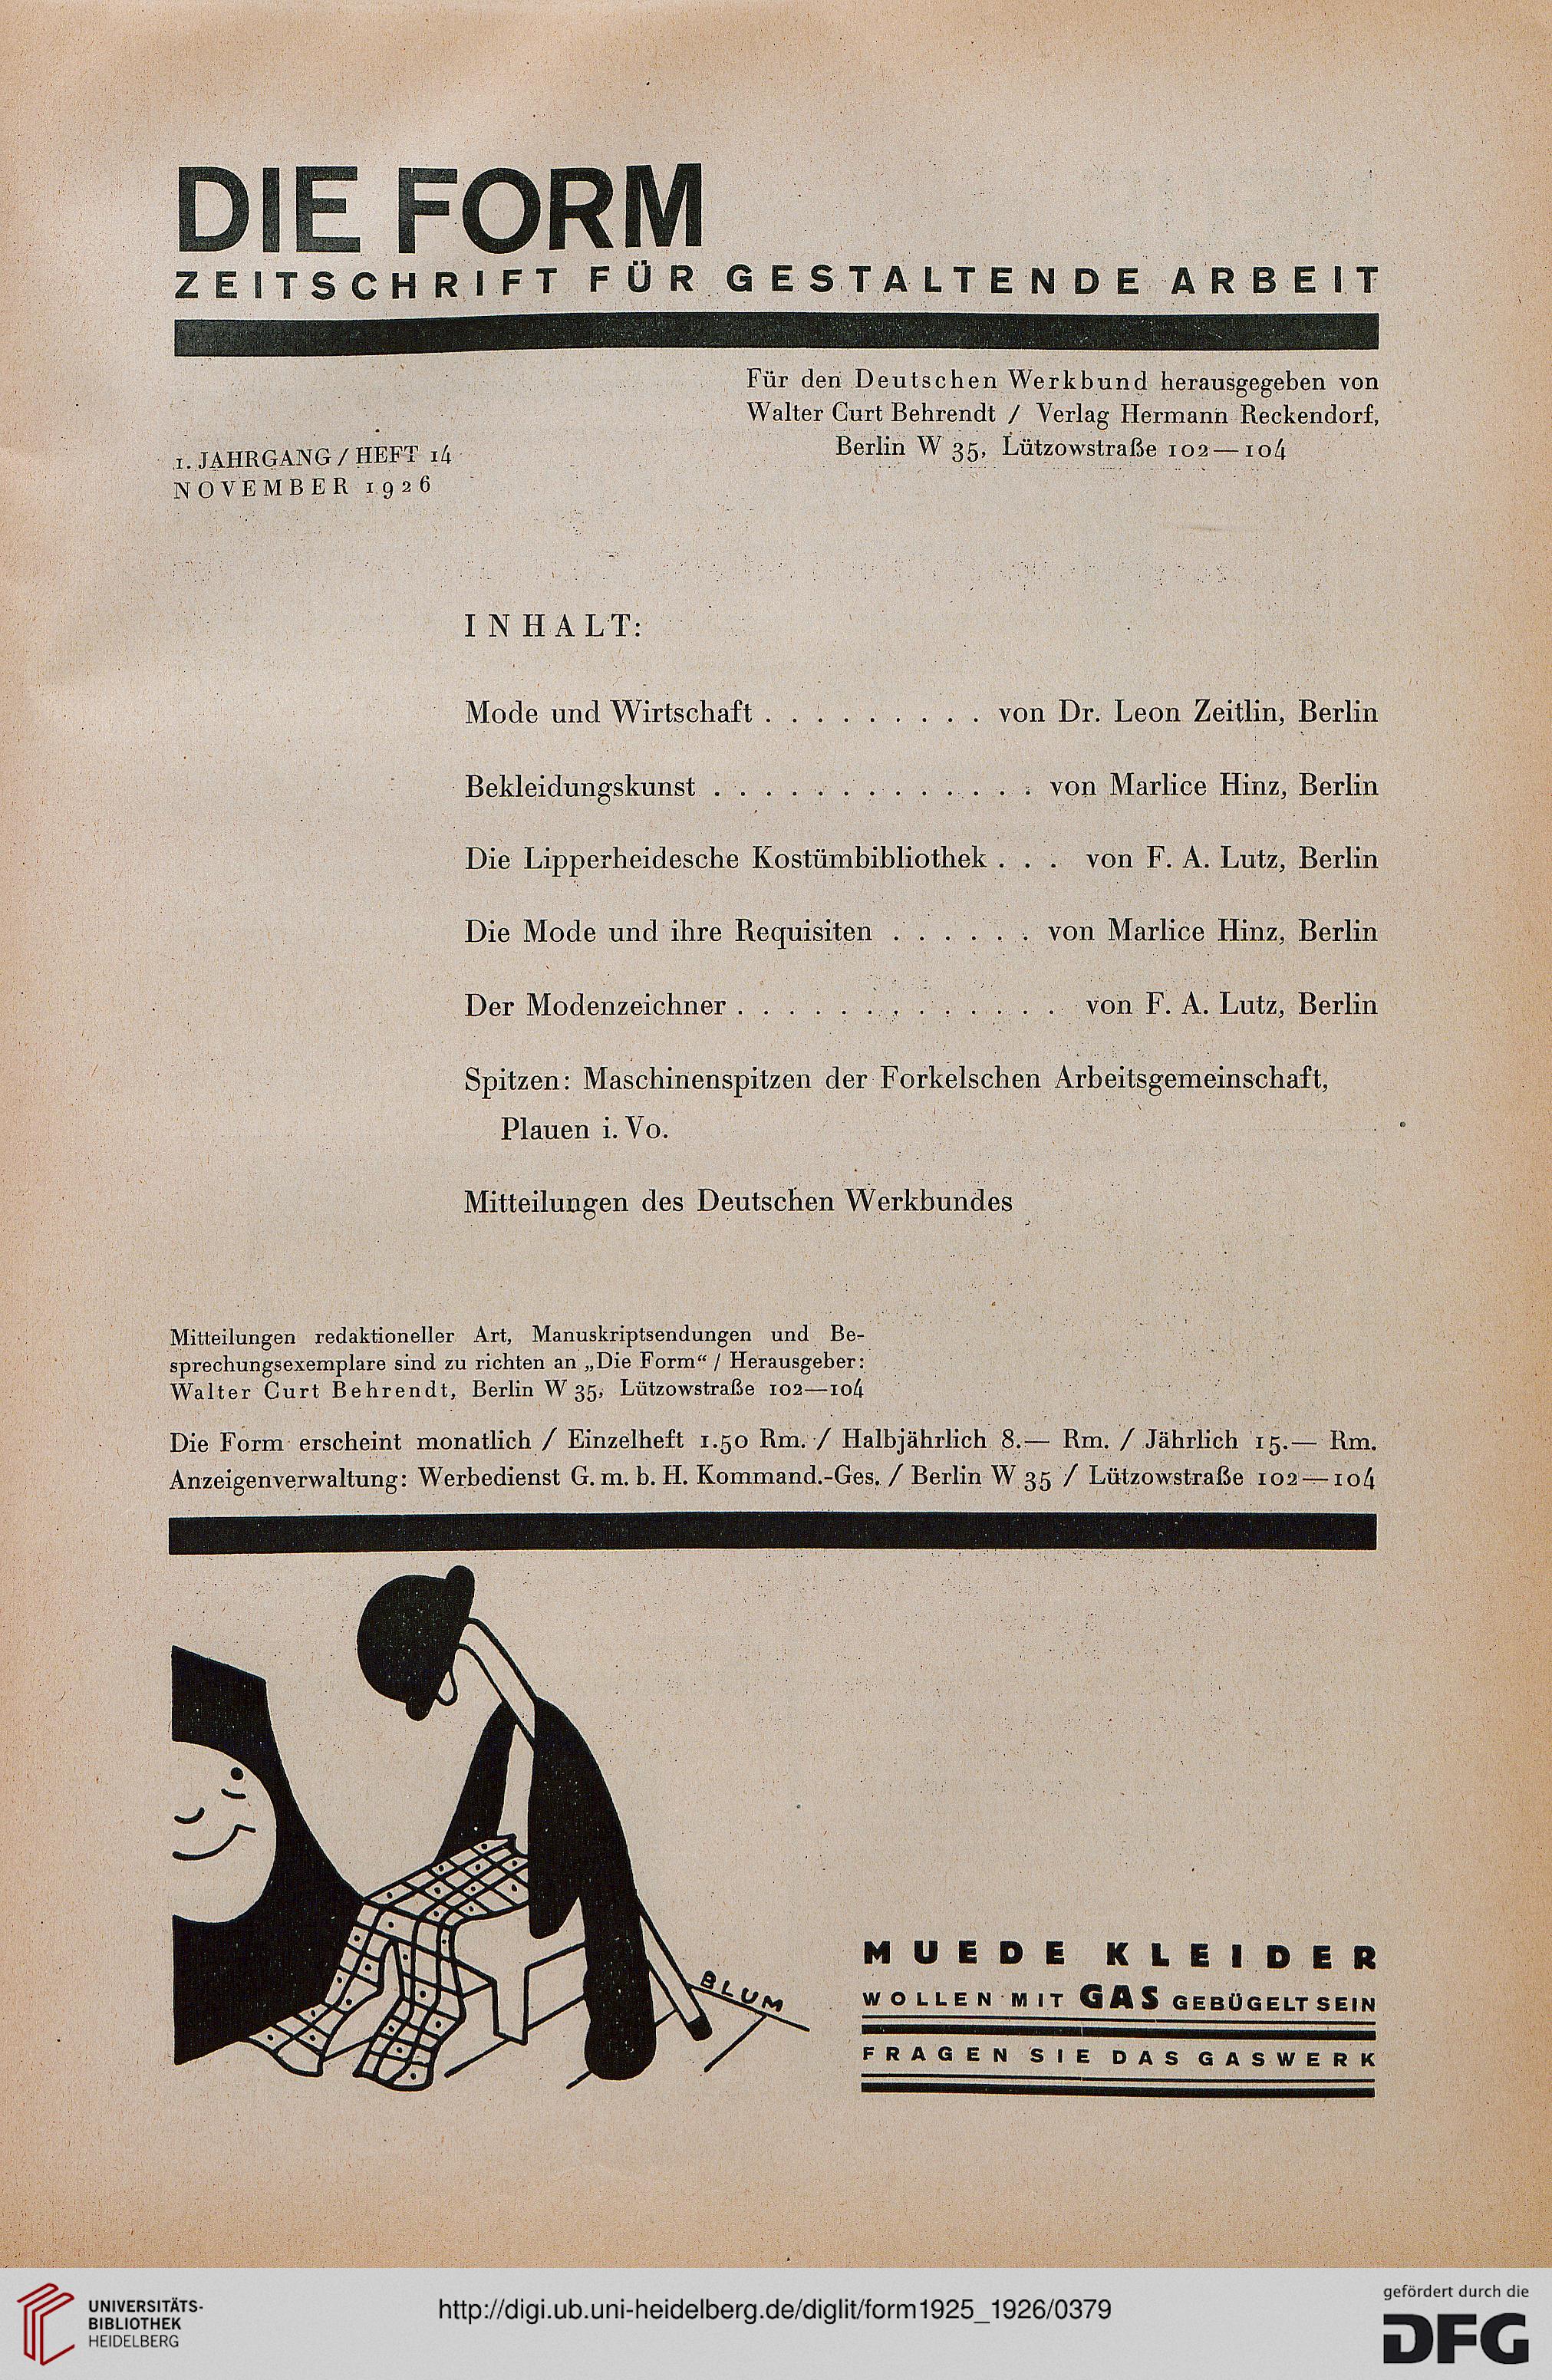 DIE FORM
ZEITSCHRIFT FÜR GESTALTENDE ARBEIT
Für den Deutschen Werkbund herausgegeben von
Walter Curt Behrendt / Verlag Hermann Reckendorf,
Berlin W 35, Lützowstraße 102—104
1. JAHRGANG / HEFT 14
NOVEMBER 1926
INHALT:
Mode und Wirtschaft . . . . . . . . . von Dr. Leon Zeitlin, Berlin
Bekleidungskunst . . . . . . . . . . . . . von Marlice Hinz, Berlin
Die Lipperheidesche Kostümbibliothek . . . von F. A. Lutz, Berlin
Die Mode und ihre Requisiten . . . . . . von Marlice Hinz, Berlin
Der Modenzeichner . . . . . . . . . . . . . von F. A. Lutz, Berlin
Spitzen: Maschinenspitzen der Forkelschen Arbeitsgemeinschaft,
Plauen i. Vo.
Mitteilungen des Deutschen Werkbundes
Mitteilungen redaktioneller Art, Manuskriptsendungen und Be-
sprechungsexemplare sind zu richten an „Die Form“ / Herausgeber:
Walter Curt Behrendt, Berlin W 35, Lützowstraße 102—104
Die Form erscheint monatlich / Einzelheft 1.50 Rm. / Halbjährlich 8.— Rm. / Jährlich 15.— Rm.
Anzeigenverwaltung: Werbedienst G. m. b. H. Kommand.-Ges. / Berlin W 35 / Lützowstraße 102—104
BLUM
MUEDE KLEIDER
WOLLEN MIT GAS GEBÜGELT SEIN
FRAGEN SIE DAS GASWERK
UNIVERSITÄTS-
BIBLIOTHEK
HEIDELBERG
http://digi.ub.uni-heidelberg.de/diglit/form1925_1926/0379
gefördert durch die
DFG